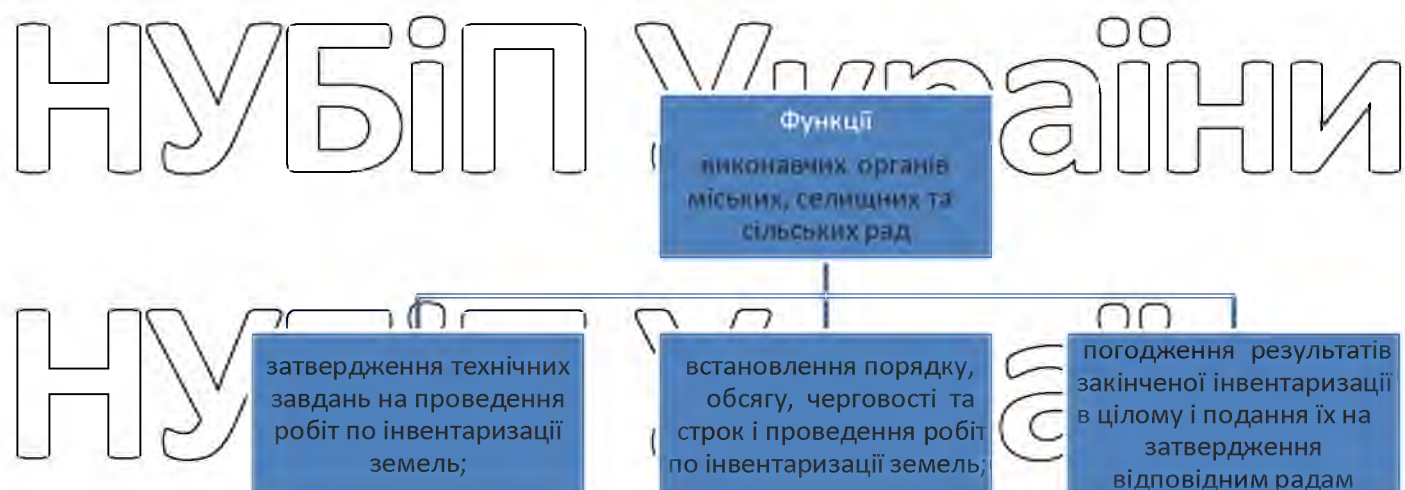 НУБіП України
Функції
виконавчих органів
міських, селищних та
сільських рад
НУБіП Україна
затвердження технічних
завдань на проведення
робіт по інвентаризації
земель;
встановлення порядку,
обсягу, черговості та
строк і проведення робіт
по інвентаризації земель;
погодження результатів
закінченої інвентаризації
в цілому і подання їх на
затвердження
відповідним радам